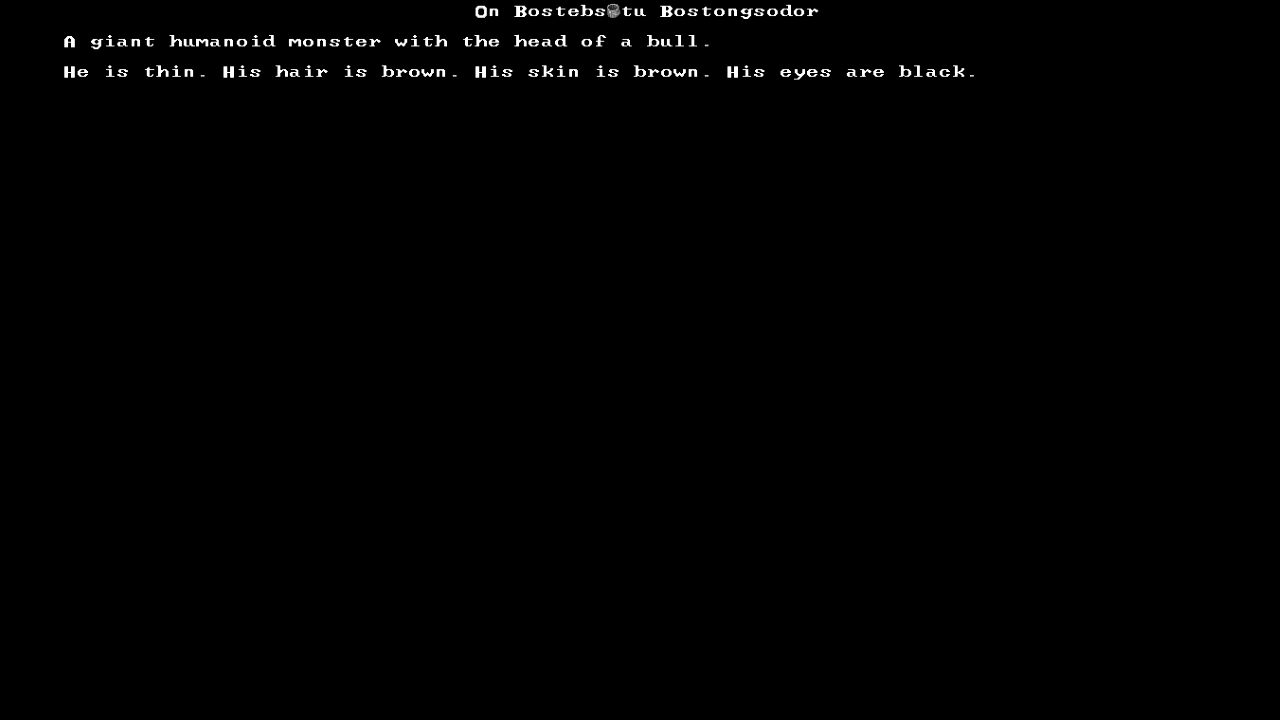 On Bostebs tu Bostongsodor
A giant humanoid monster with the head of a bull.
He is thin. His hair is brown. His skin is brown. His eyes are black.